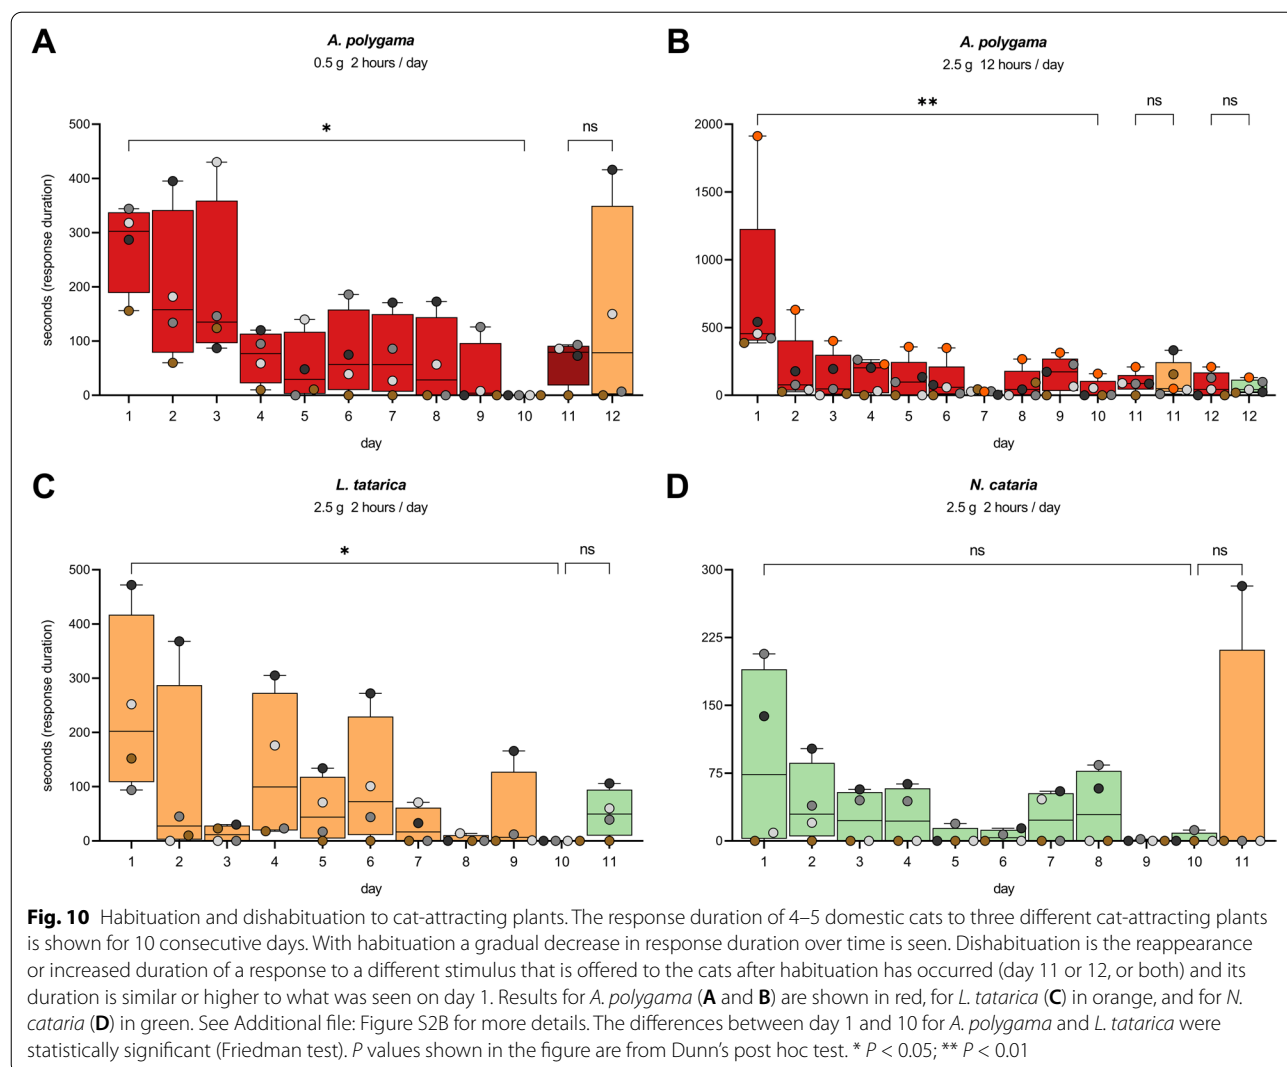 A
A. polygama
0.5 g 2 hours / day
*
ns
seconds (response duration)
500
400
300
200
100
0
1 2 3 4 5 6 7 8 9 10 11 12
day
B
A. polygama
2.5 g 12 hours / day
**
ns
ns
2000
1500
1000
500
0
1 2 3 4 5 6 7 8 9 10 11 11 12 12
day
C
L. tatarica
2.5 g 2 hours / day
*
ns
seconds (response duration)
500
400
300
200
100
0
1 2 3 4 5 6 7 8 9 10 11
day
D
N. cataria
2.5 g 2 hours / day
ns
ns
300
225
150
75
0
1 2 3 4 5 6 7 8 9 10 11
day
Fig. 10 Habituation and dishabituation to cat-attracting plants. The response duration of 4–5 domestic cats to three different cat-attracting plants
is shown for 10 consecutive days. With habituation a gradual decrease in response duration over time is seen. Dishabituation is the reappearance
or increased duration of a response to a different stimulus that is offered to the cats after habituation has occurred (day 11 or 12, or both) and its
duration is similar or higher to what was seen on day 1. Results for A. polygama (A and B) are shown in red, for L. tatarica (C) in orange, and for N.
cataria (D) in green. See Additional file: Figure S2B for more details. The differences between day 1 and 10 for A. polygama and L. tatarica were
statistically significant (Friedman test). P values shown in the figure are from Dunn's post hoc test. * P < 0.05; ** P < 0.01